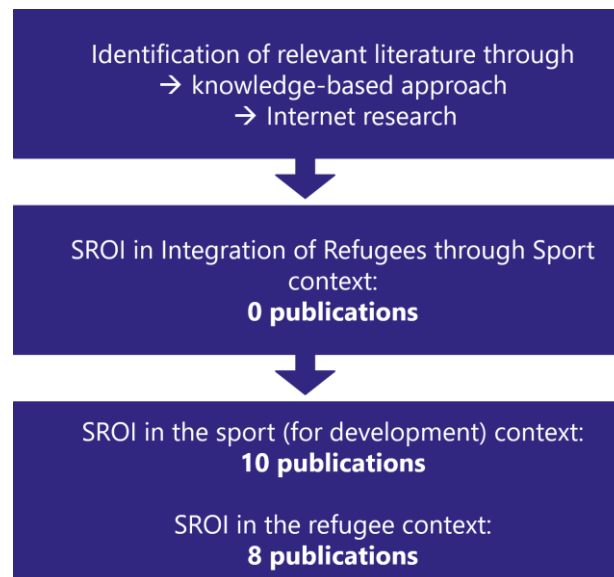 Identification of relevant literature through
→ knowledge-based approach
→ Internet research
SROI in Integration of Refugees through Sport
context:
0 publications
SROI in the sport (for development) context:
10 publications
SROI in the refugee context:
8 publications